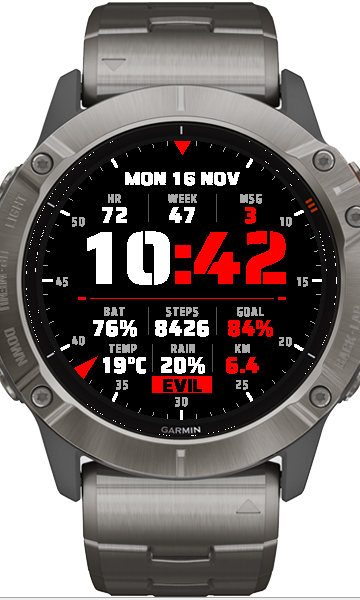 MON 16 NOV
HR WEEK MSG
72 47 3
50 10
10:42
45 15
BAT STEPS GOAL
76% 8426 84%
40 20
TEMP RAIN KM
19°C 20% 6.4
35 EVIL 25
30
GARMIN
LIGHT
DOWN